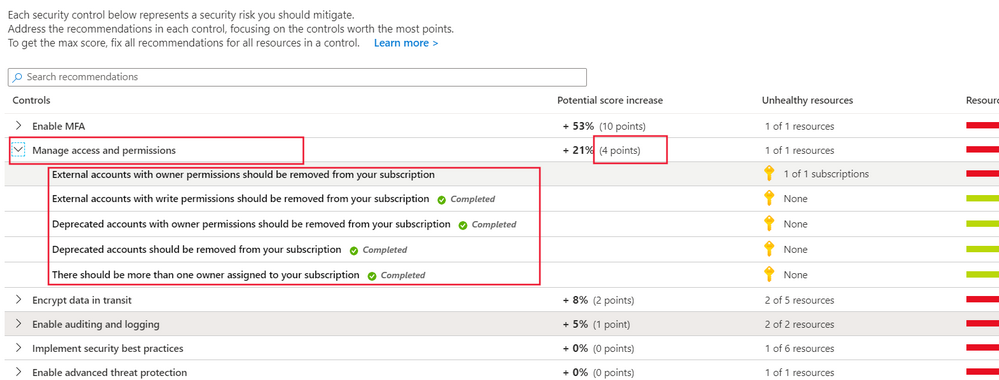 Each security control below represents a security risk you should mitigate.
Address the recommendations in each control, focusing on the controls worth the most points.
To get the max score, fix all recommendations for all resources in a control. Learn more >
Search recommendations
Controls Potential score increase Unhealthy resources Resour
Enable MFA + 53% (10 points) 1 of 1 resources
Manage access and permissions + 21% (4 points) 1 of 1 resources
External accounts with owner permissions should be removed from your subscription 1 of 1 subscriptions
External accounts with write permissions should be removed from your subscription Completed None
Deprecated accounts with owner permissions should be removed from your subscription Completed None
Deprecated accounts should be removed from your subscription Completed None
There should be more than one owner assigned to your subscription Completed None
Encrypt data in transit + 8% (2 points) 2 of 5 resources
Enable auditing and logging + 5% (1 point) 2 of 2 resources
Implement security best practices + 0% (0 points) 1 of 6 resources
Enable advanced threat protection + 0% (0 points) 1 of 1 resources